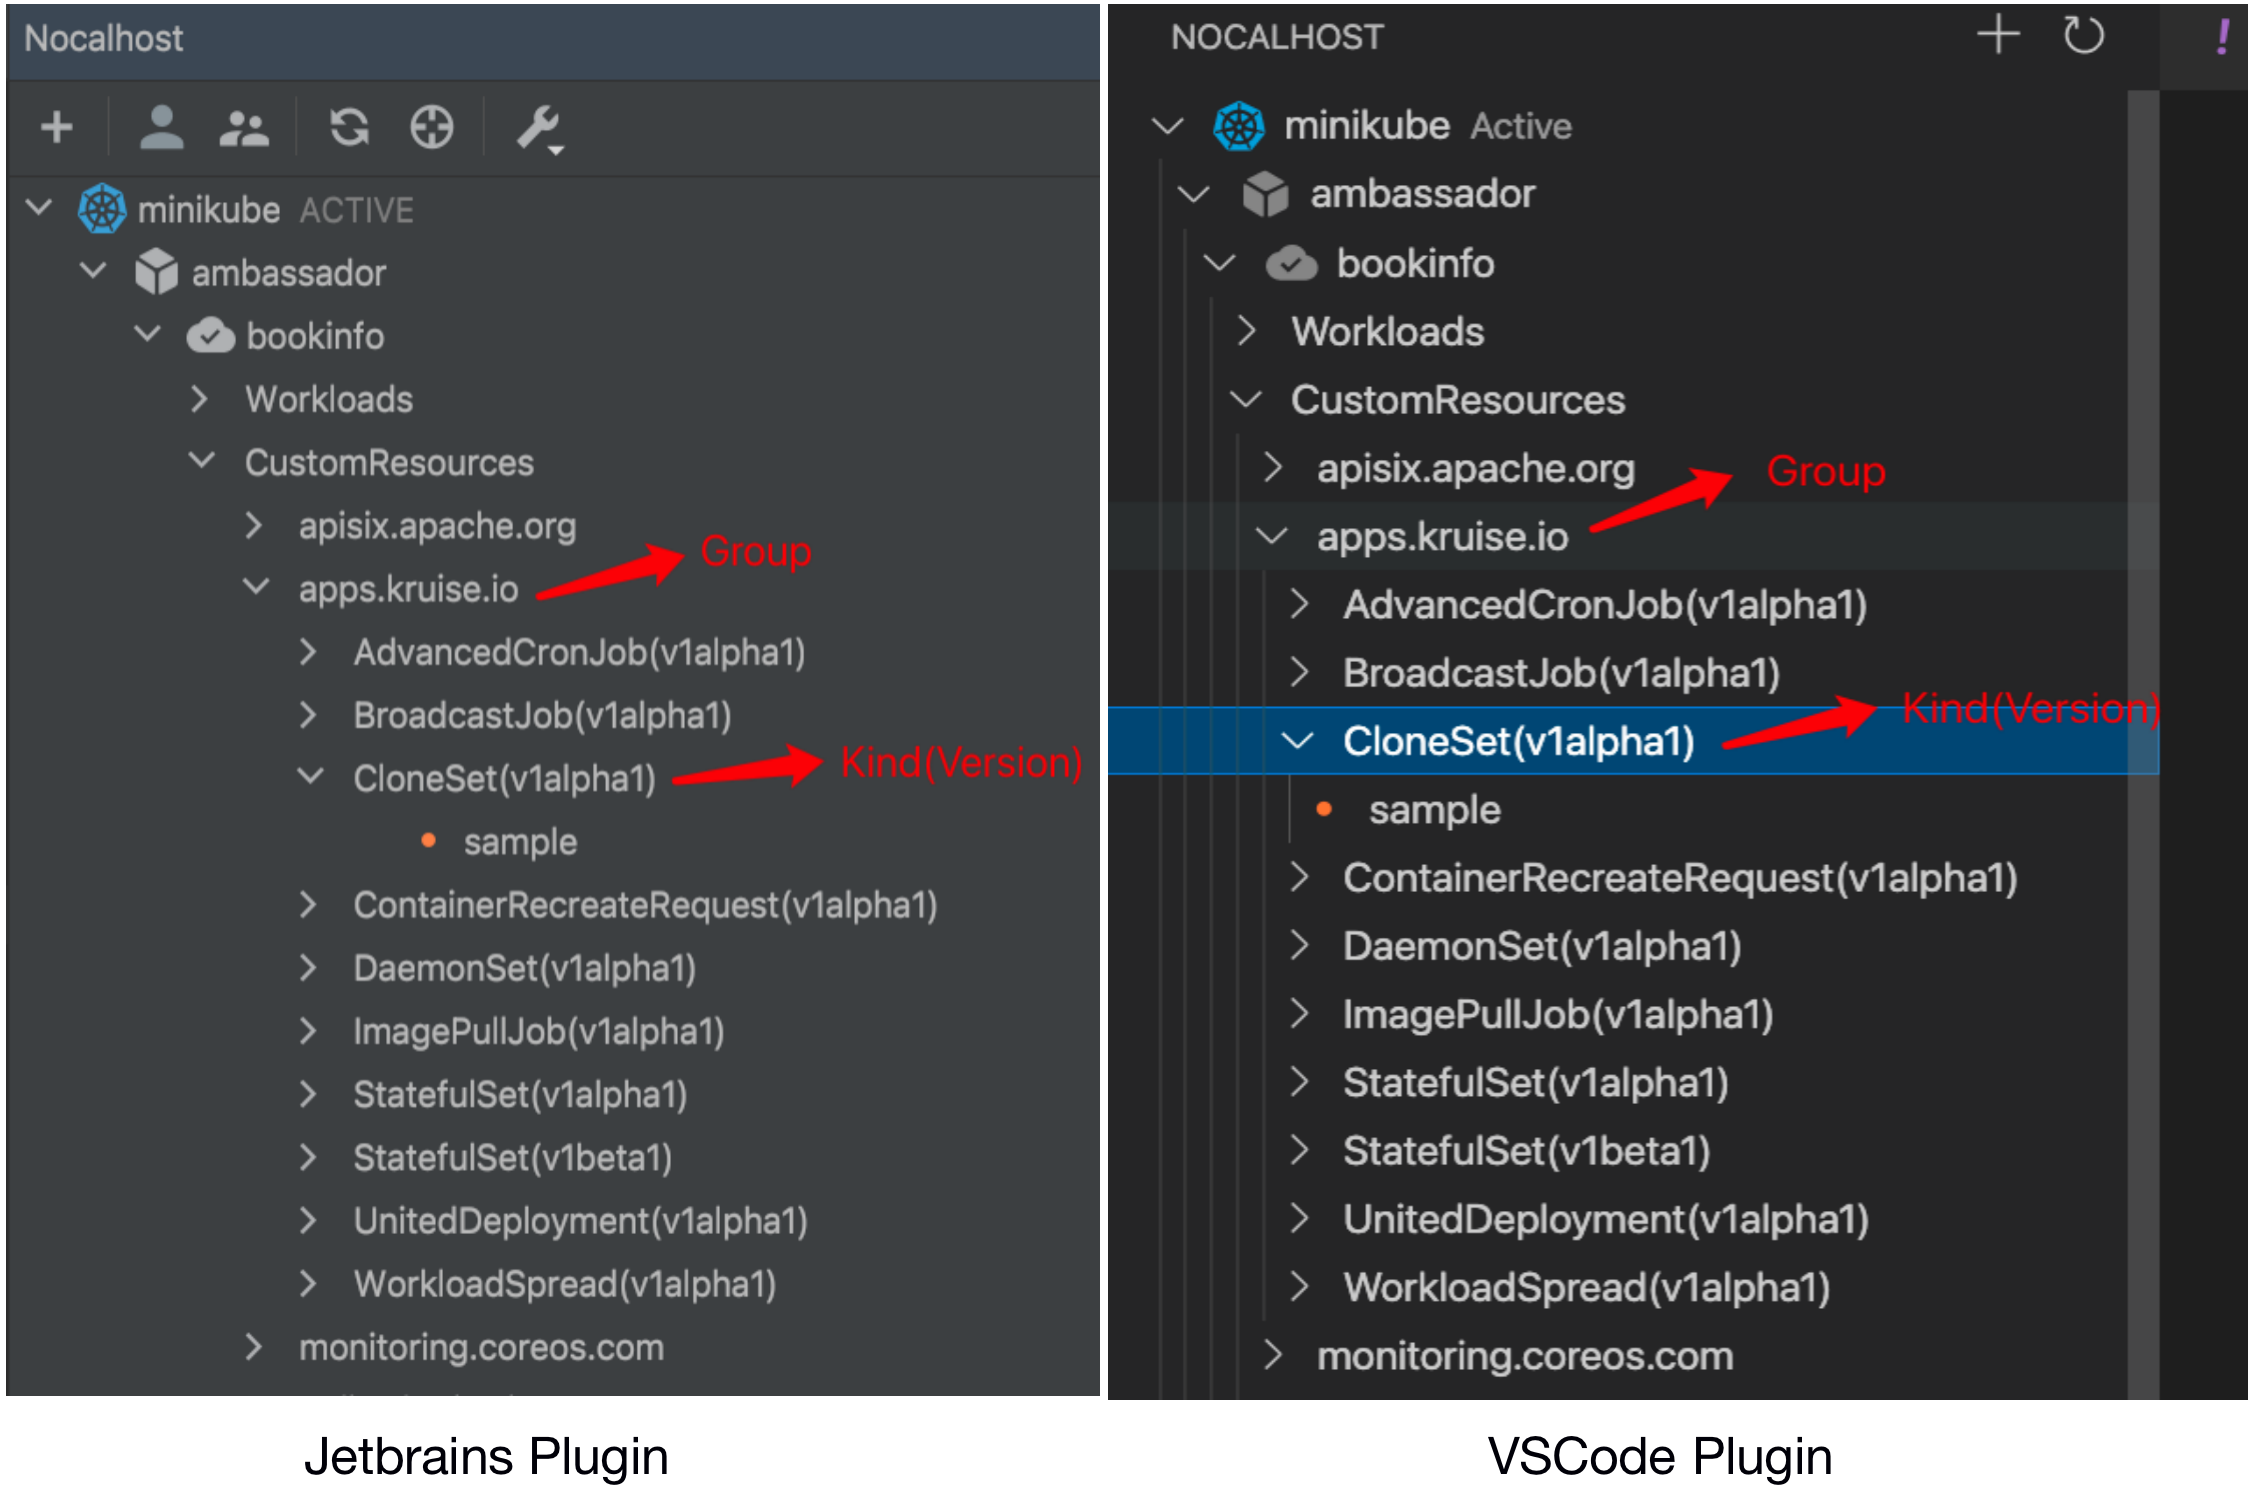 Nocalhost
minikube ACTIVE
ambassador
bookinfo
Workloads
CustomResources
apisix.apache.org
Group
apps.kruise.io
AdvancedCronJob(v1alpha1)
BroadcastJob(v1alpha1)
Kind(Version)
CloneSet(v1alpha1)
sample
ContainerRecreateRequest(v1alpha1)
DaemonSet(v1alpha1)
ImagePullJob(v1alpha1)
StatefulSet(v1alpha1)
StatefulSet(v1beta1)
UnitedDeployment(v1alpha1)
WorkloadSpread(v1alpha1)
monitoring.coreos.com
Jetbrains Plugin
NOCALHOST
!
minikube Active
ambassador
bookinfo
Workloads
CustomResources
apisix.apache.org
Group
apps.kruise.io
AdvancedCronJob(v1alpha1)
BroadcastJob(v1alpha1)
Kind(Version)
CloneSet(v1alpha1)
sample
ContainerRecreateRequest(v1alpha1)
DaemonSet(v1alpha1)
ImagePullJob(v1alpha1)
StatefulSet(v1alpha1)
StatefulSet(v1beta1)
UnitedDeployment(v1alpha1)
WorkloadSpread(v1alpha1)
monitoring.coreos.com
VSCode Plugin